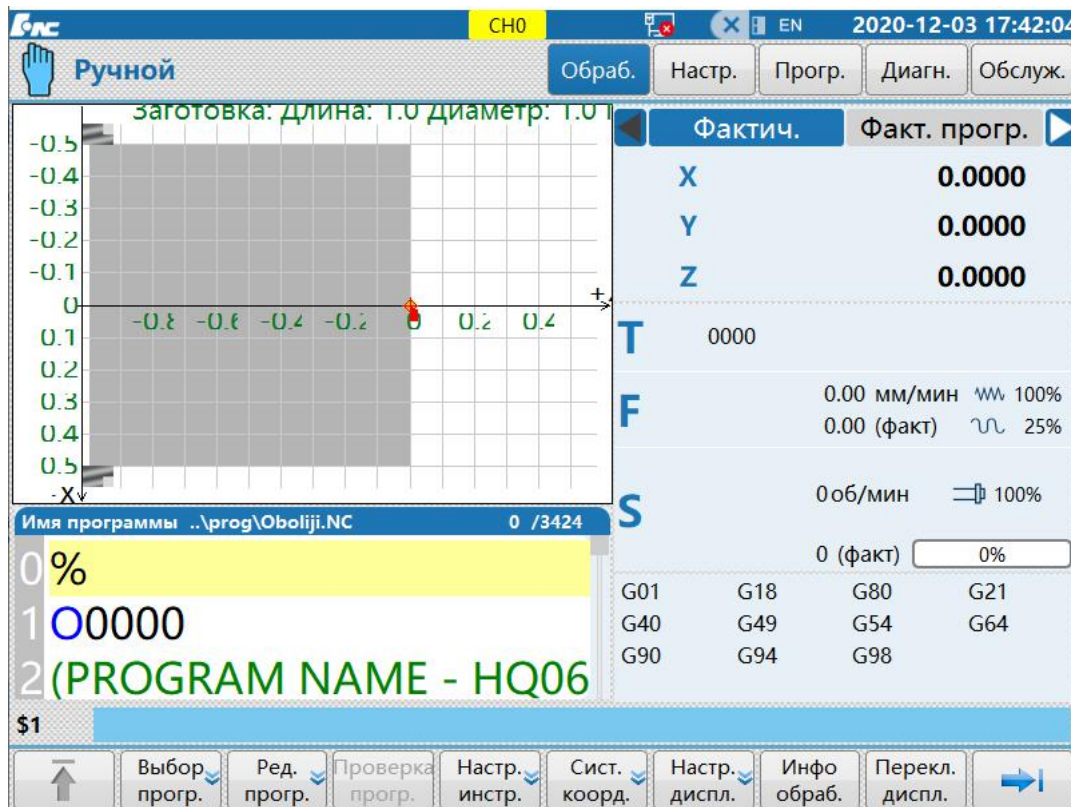 HNC
CH0
EN
2020-12-03 17:42:04
Ручной
Обраб.
Настр.
Прогр.
Диагн.
Обслуж.
Заготовка: Длина: 1.0 Диаметр: 1.0
-0.5
-0.4
-0.3
-0.2
-0.1
0
0.1
0.2
0.3
0.4
0.5
-0.8 -0.6 -0.4 -0.2 0 0.2 0.4
+
-X
Фактич.
Факт. прогр.
X 0.0000
Y 0.0000
Z 0.0000
T 0000
F 0.00 мм/мин 100%
0.00 (факт) 25%
S 0 об/мин 100%
0 (факт) 0%
G01 G18 G80 G21
G40 G49 G54 G64
G90 G94 G98
Имя программы ..\prog\Oboliji.NC 0 /3424
0 %
1 O0000
2 (PROGRAM NAME - HQ06
$1
Выбор
прогр.
Ред.
прогр.
Проверка
прогр.
Настр.
инстр.
Сист.
коорд.
Настр.
диспл.
Инфо
обраб.
Перекл.
диспл.